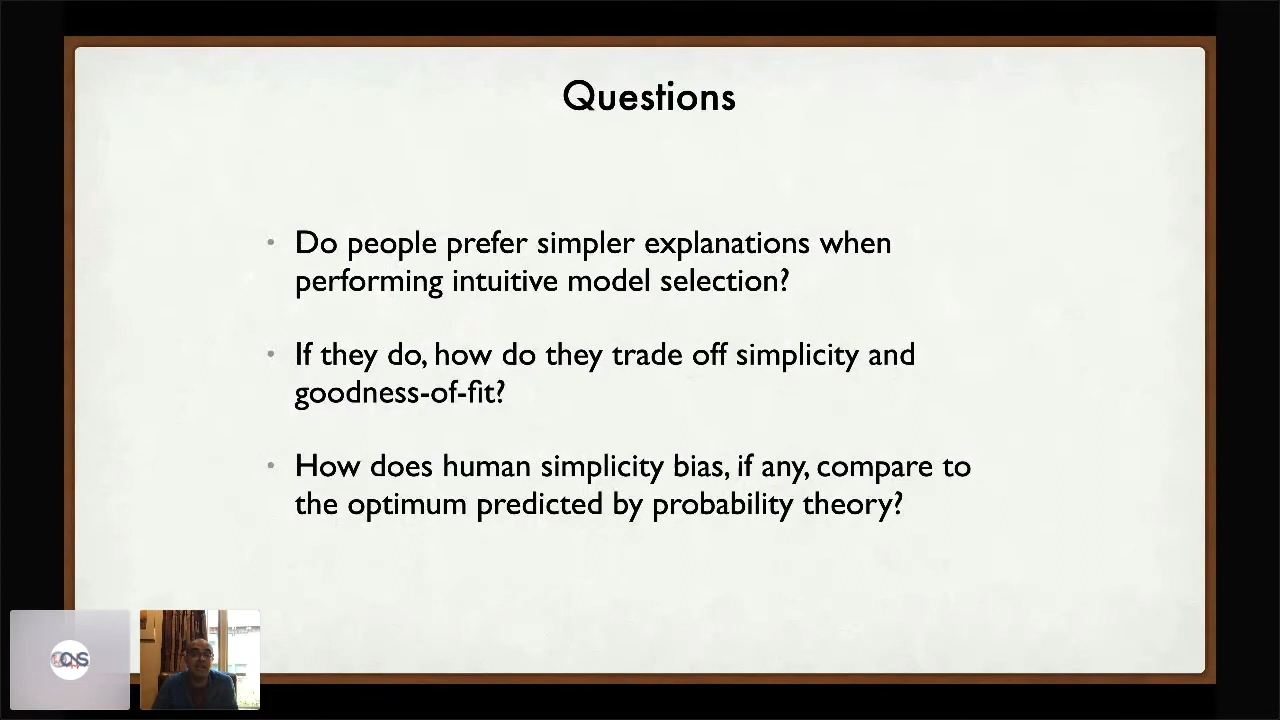 Questions
• Do people prefer simpler explanations when
performing intuitive model selection?
• If they do, how do they trade off simplicity and
goodness-of-fit?
• How does human simplicity bias, if any, compare to
the optimum predicted by probability theory?